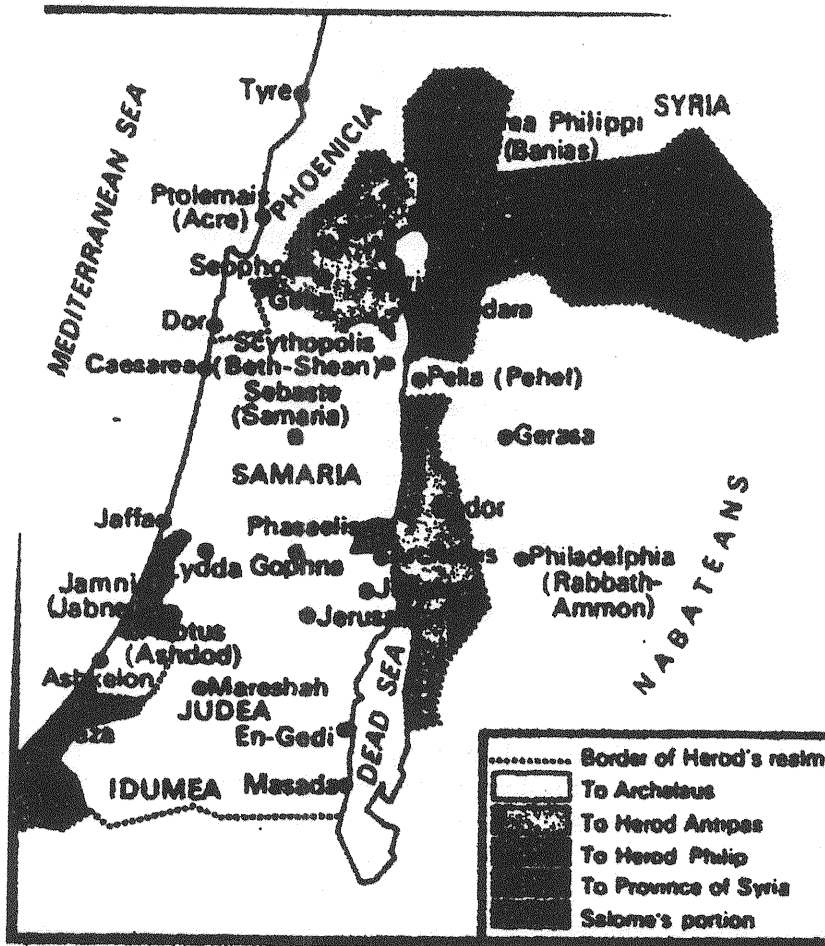 Tyre
SYRIA
Philippi
(Banias)
MEDITERRANEAN SEA
PHOENICIA
Ptolemais
(Acre)
Dor
Scythopolis
Caesarea (Beth-Shean)
Pella (Pehel)
Sebaste
(Samaria)
Gerasa
SAMARIA
Jaffa
Phasaelis
Lydda
Gophna
Philadelphia
(Rabbath-
Ammon)
NABATEANS
(Ashdod)
Mareshah
JUDEA
En-Gedi
DEAD SEA
IDUMEA
Masada
Border of Herod's realm
To Archelaus
To Herod Antipas
To Herod Philip
To Province of Syria
Salome's portion